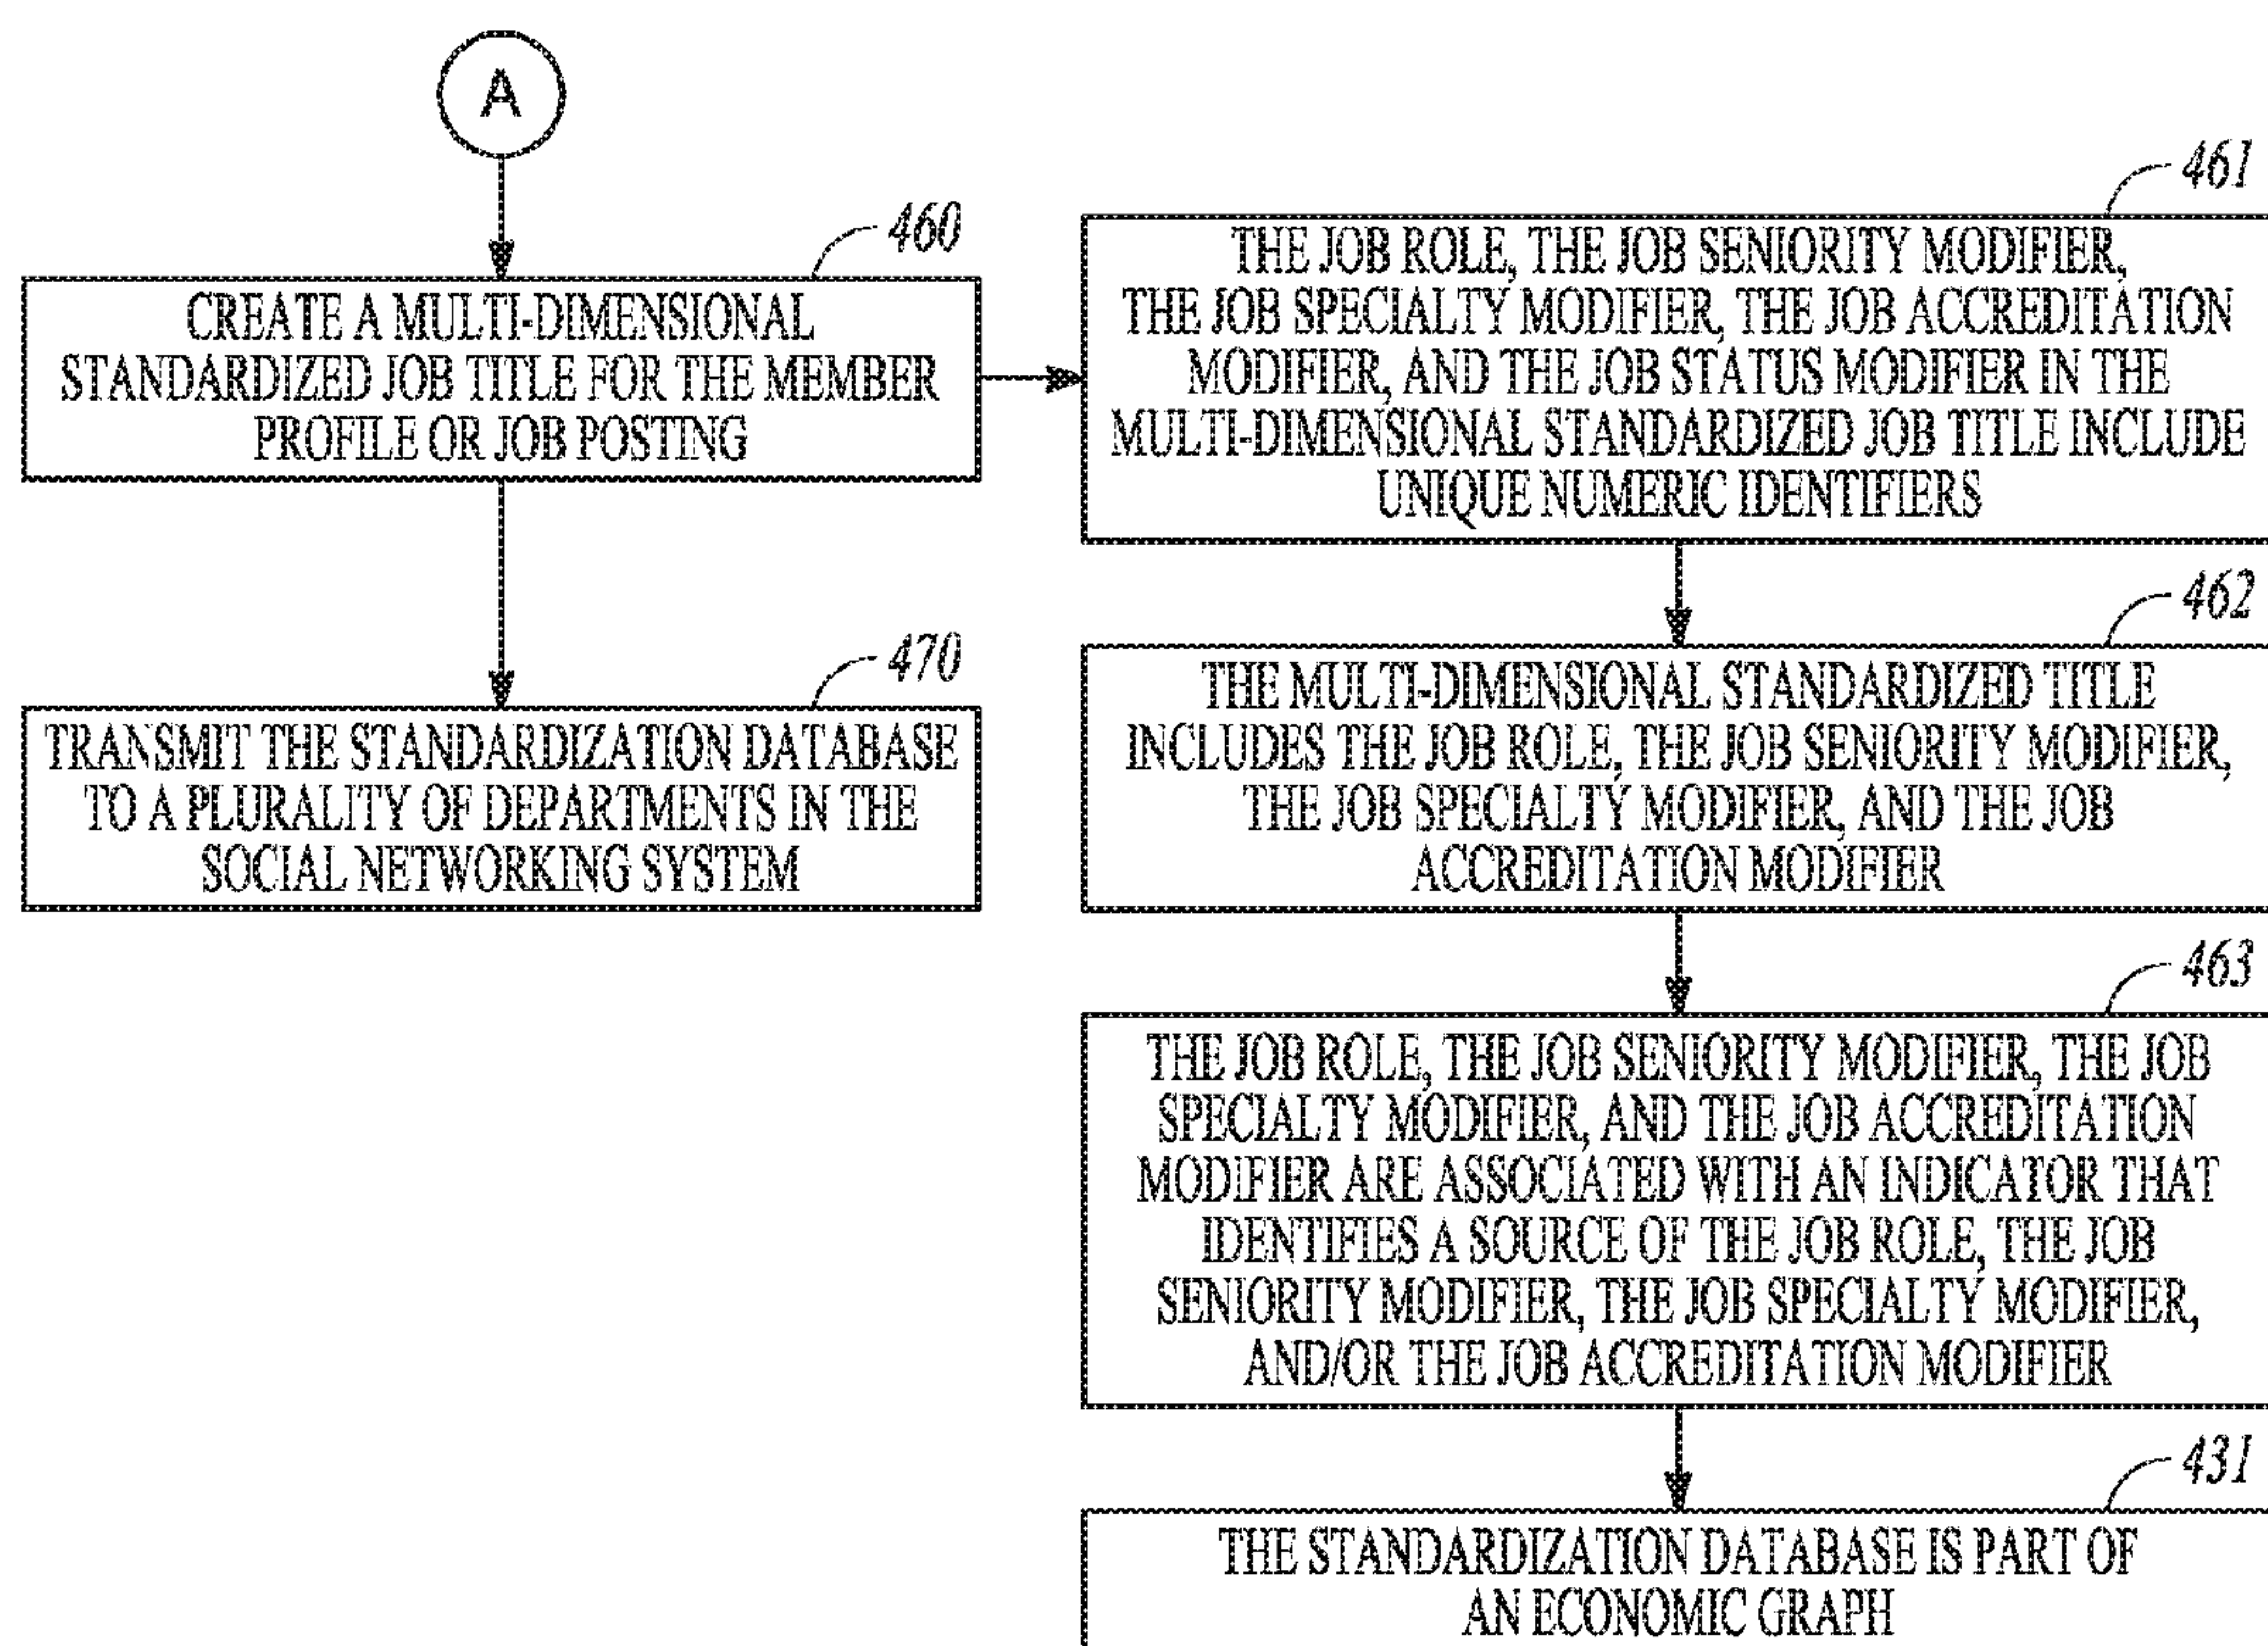 A
460
CREATE A MULTI-DIMENSIONAL
STANDARDIZED JOB TITLE FOR THE MEMBER
PROFILE OR JOB POSTING
470
TRANSMIT THE STANDARDIZATION DATABASE
TO A PLURALITY OF DEPARTMENTS IN THE
SOCIAL NETWORKING SYSTEM
461
THE JOB ROLE, THE JOB SENIORITY MODIFIER,
THE JOB SPECIALTY MODIFIER, THE JOB ACCREDITATION
MODIFIER, AND THE JOB STATUS MODIFIER IN THE
MULTI-DIMENSIONAL STANDARDIZED JOB TITLE INCLUDE
UNIQUE NUMERIC IDENTIFIERS
462
THE MULTI-DIMENSIONAL STANDARDIZED TITLE
INCLUDES THE JOB ROLE, THE JOB SENIORITY MODIFIER,
THE JOB SPECIALTY MODIFIER, AND THE JOB
ACCREDITATION MODIFIER
463
THE JOB ROLE, THE JOB SENIORITY MODIFIER, THE JOB
SPECIALTY MODIFIER, AND THE JOB ACCREDITATION
MODIFIER ARE ASSOCIATED WITH AN INDICATOR THAT
IDENTIFIES A SOURCE OF THE JOB ROLE, THE JOB
SENIORITY MODIFIER, THE JOB SPECIALTY MODIFIER,
AND/OR THE JOB ACCREDITATION MODIFIER
431
THE STANDARDIZATION DATABASE IS PART OF
AN ECONOMIC GRAPH